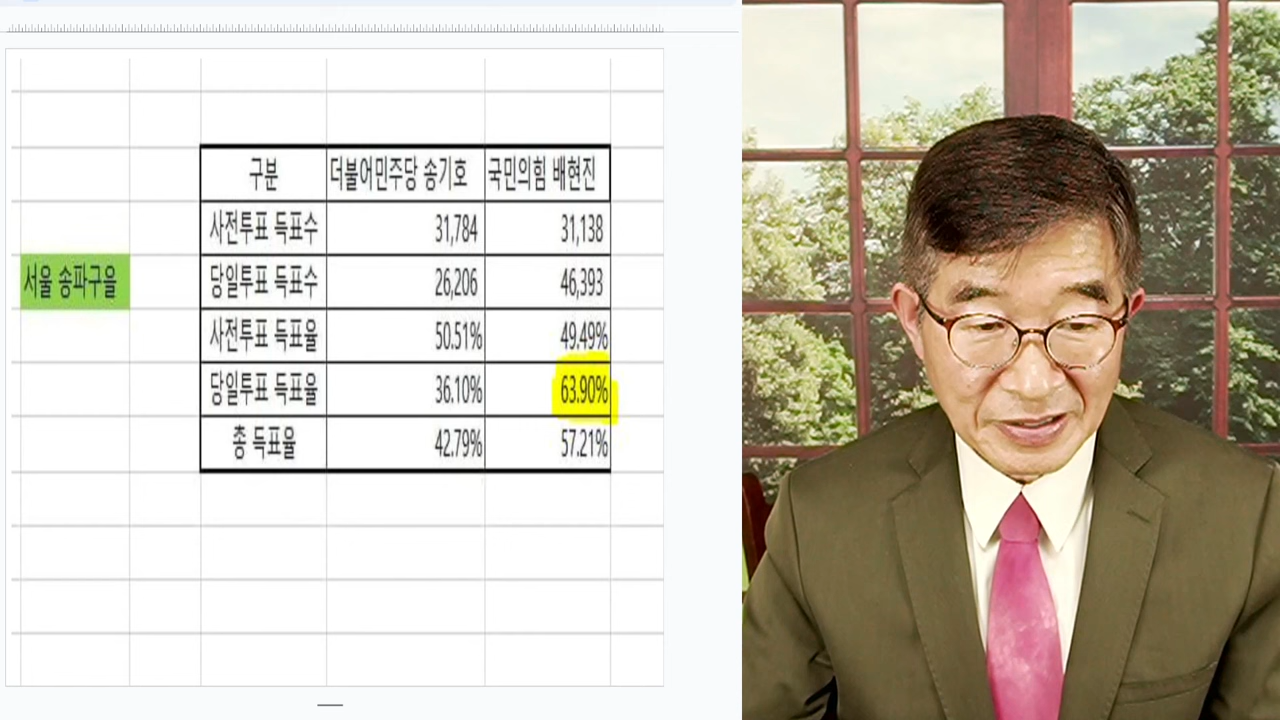 구분 더불어민주당 송기호 국민의힘 배현진
사전투표 득표수 31,784 31,138
서울 송파구을
당일투표 득표수 26,206 46,393
사전투표 득표율 50.51% 49.49%
당일투표 득표율 36.10% 63.90%
총 득표율 42.79% 57.21%